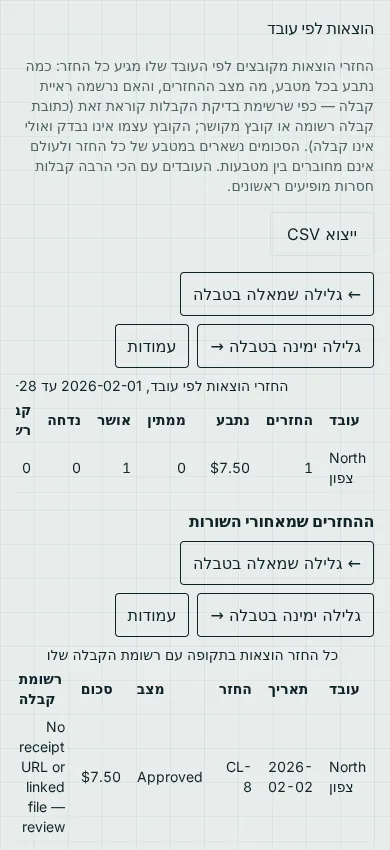 הוצאות לפי עובד
החזרי הוצאות מקובצים לפי העובד שלו מגיע כל החזר: כמה
נתבע בכל מטבע, מה מצב ההחזרים, והאם נרשמה ראיית
קבלה — כפי שרשימת בדיקת הקבלות קוראת זאת (כתובת
קבלה רשומה או קובץ מקושר; הקובץ עצמו אינו נבדק ואולי
אינו קבלה). הסכומים נשארים במטבע של כל החזר ולעולם
אינם מחוברים בין מטבעות. העובדים עם הכי הרבה קבלות
חסרות מופיעים ראשונים.
ייצוא CSV
← גלילה שמאלה בטבלה
גלילה ימינה בטבלה →
עמודות
החזרי הוצאות לפי עובד, 2026-02-01 עד 28-
עובד החזרים נתבע ממתין אושר נדחה קב
רש
North צפון 1 $7.50 0 1 0 0
ההחזרים שמאחורי השורות
← גלילה שמאלה בטבלה
גלילה ימינה בטבלה →
עמודות
כל החזר הוצאות בתקופה עם רשומת הקבלה שלו
עובד תאריך החזר מצב סכום רשומת קבלה
North צפון 2026-02-02 CL-8 Approved $7.50 No
receipt
URL or
linked
file —
review